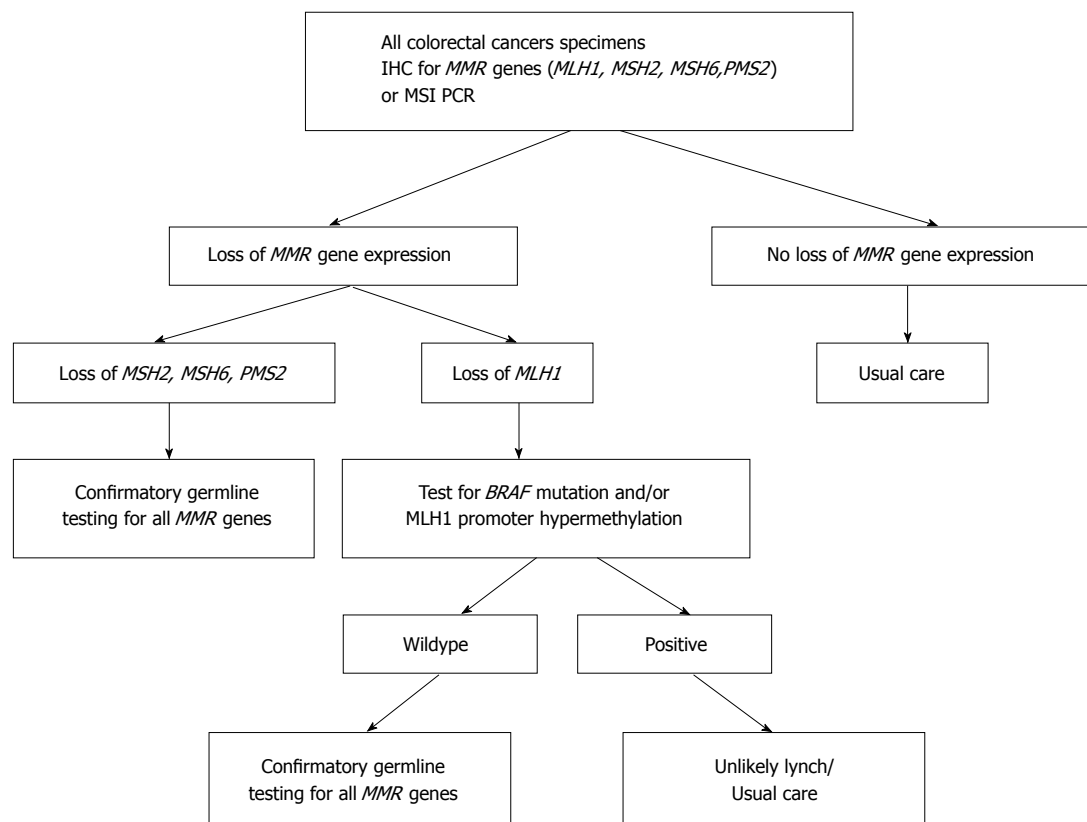 All colorectal cancers specimens
IHC for MMR genes (MLH1, MSH2, MSH6,PMS2)
or MSI PCR
Loss of MMR gene expression
No loss of MMR gene expression
Loss of MSH2, MSH6, PMS2
Loss of MLH1
Usual care
Confirmatory germline
testing for all MMR genes
Test for BRAF mutation and/or
MLH1 promoter hypermethylation
Wildype
Positive
Confirmatory germline
testing for all MMR genes
Unlikely lynch/
Usual care